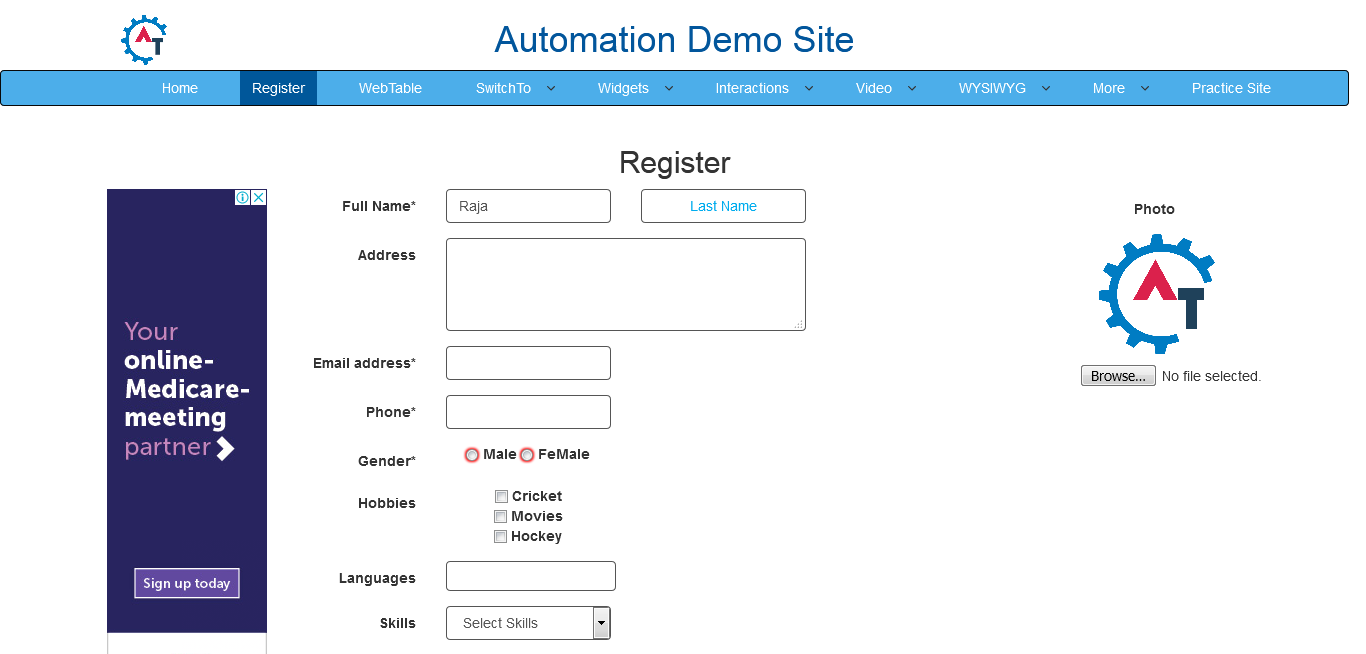 AT
Automation Demo Site
Home Register WebTable SwitchTo Widgets Interactions Video WYSIWYG More Practice Site
Register
Full Name* Raja Last Name
Photo
Address
AT
Email address*
Browse... No file selected.
Phone*
Gender* Male FeMale
Hobbies Cricket
Movies
Hockey
Languages
Skills Select Skills
Your
online-
Medicare-
meeting
partner
Sign up today